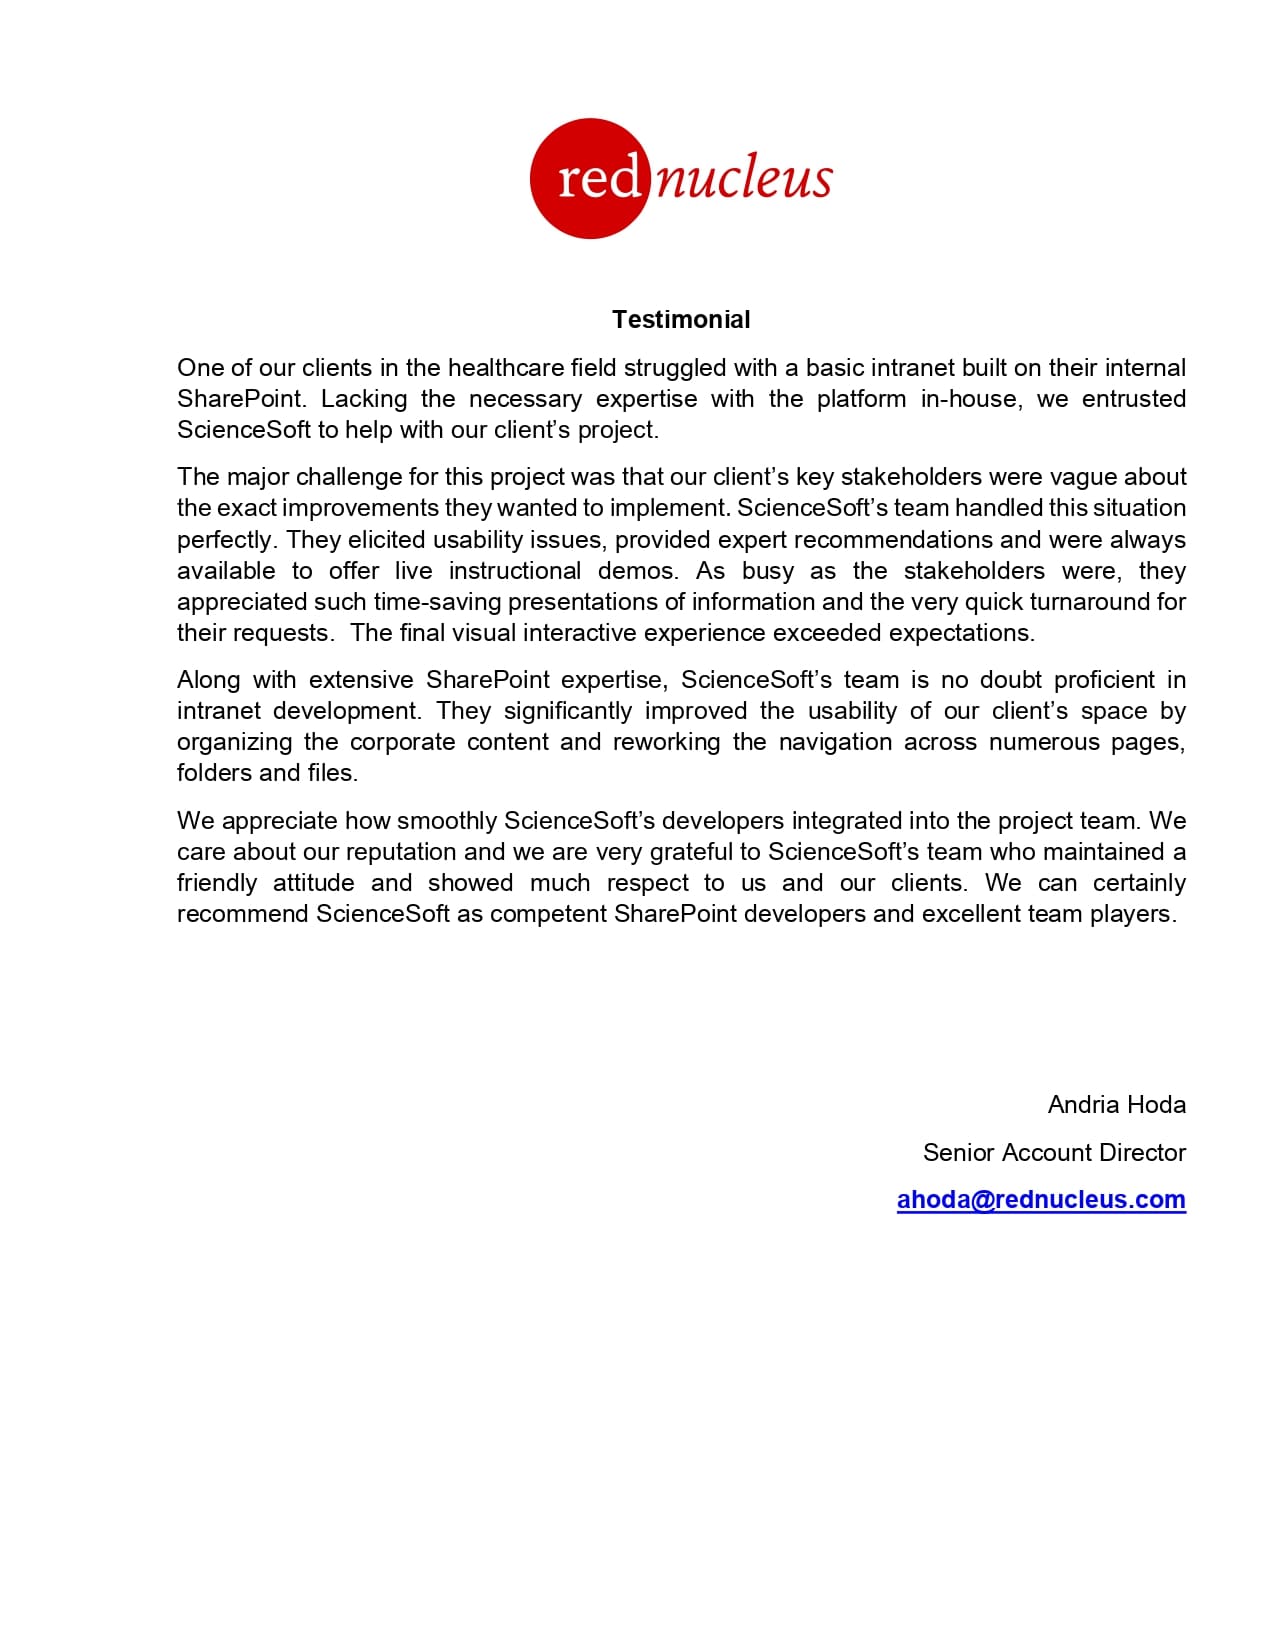 red nucleus
Testimonial
One of our clients in the healthcare field struggled with a basic intranet built on their internal
SharePoint. Lacking the necessary expertise with the platform in-house, we entrusted
ScienceSoft to help with our client’s project.
The major challenge for this project was that our client’s key stakeholders were vague about
the exact improvements they wanted to implement. ScienceSoft’s team handled this situation
perfectly. They elicited usability issues, provided expert recommendations and were always
available to offer live instructional demos. As busy as the stakeholders were, they
appreciated such time-saving presentations of information and the very quick turnaround for
their requests.  The final visual interactive experience exceeded expectations.
Along with extensive SharePoint expertise, ScienceSoft’s team is no doubt proficient in
intranet development. They significantly improved the usability of our client’s space by
organizing the corporate content and reworking the navigation across numerous pages,
folders and files.
We appreciate how smoothly ScienceSoft’s developers integrated into the project team. We
care about our reputation and we are very grateful to ScienceSoft’s team who maintained a
friendly attitude and showed much respect to us and our clients. We can certainly
recommend ScienceSoft as competent SharePoint developers and excellent team players.
Andria Hoda
Senior Account Director
ahoda@rednucleus.com